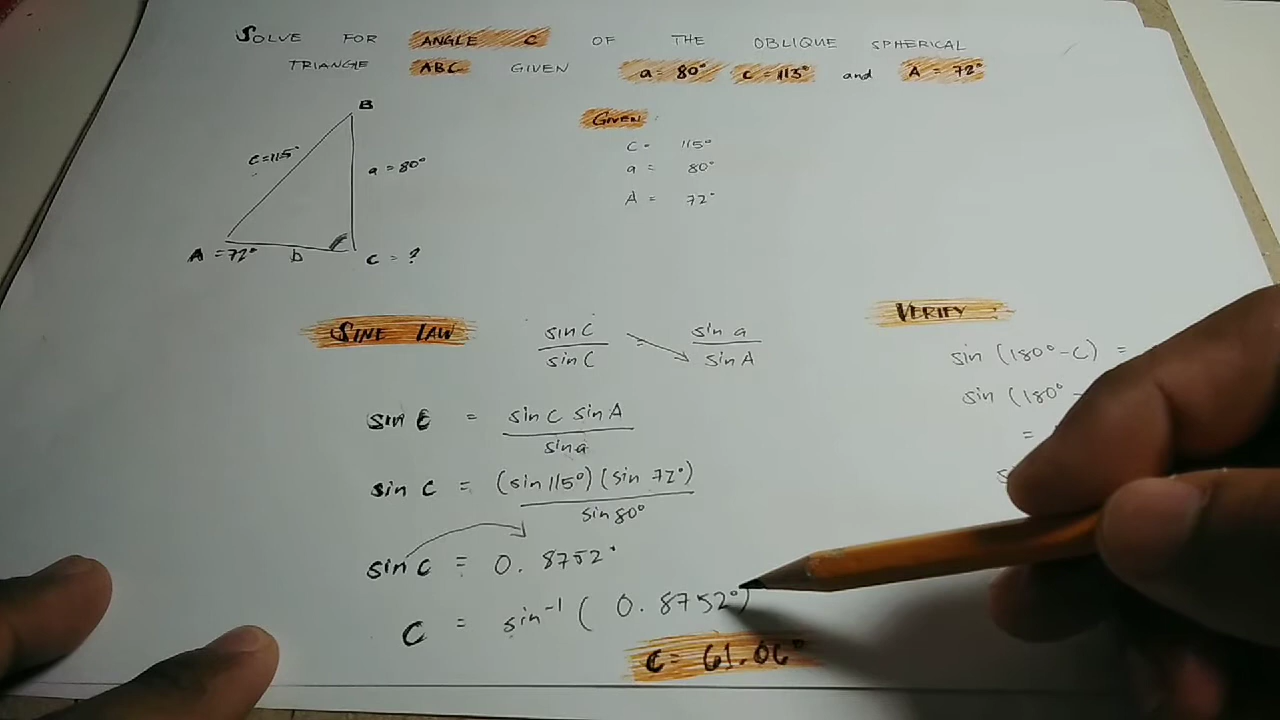 SOLVE FOR ANGLE C OF THE OBLIQUE SPHERICAL
TRIANGLE ABC GIVEN a = 80° c = 115° and A = 72°
B
c = 115°
a = 80°
A = 72°
b
C = ?
GIVEN:
C = 115°
a = 80°
A = 72°
SINE LAW
sin C / sin C = sin a / sin A
sin C = sin C sin A / sin a
sin C = (sin 115°) (sin 72°) / sin 80°
sin C = 0.8752°
C = sin⁻¹ ( 0.8752°)
C = 61.06°
VERIFY :
sin (180° - C) =
sin (180° -
=